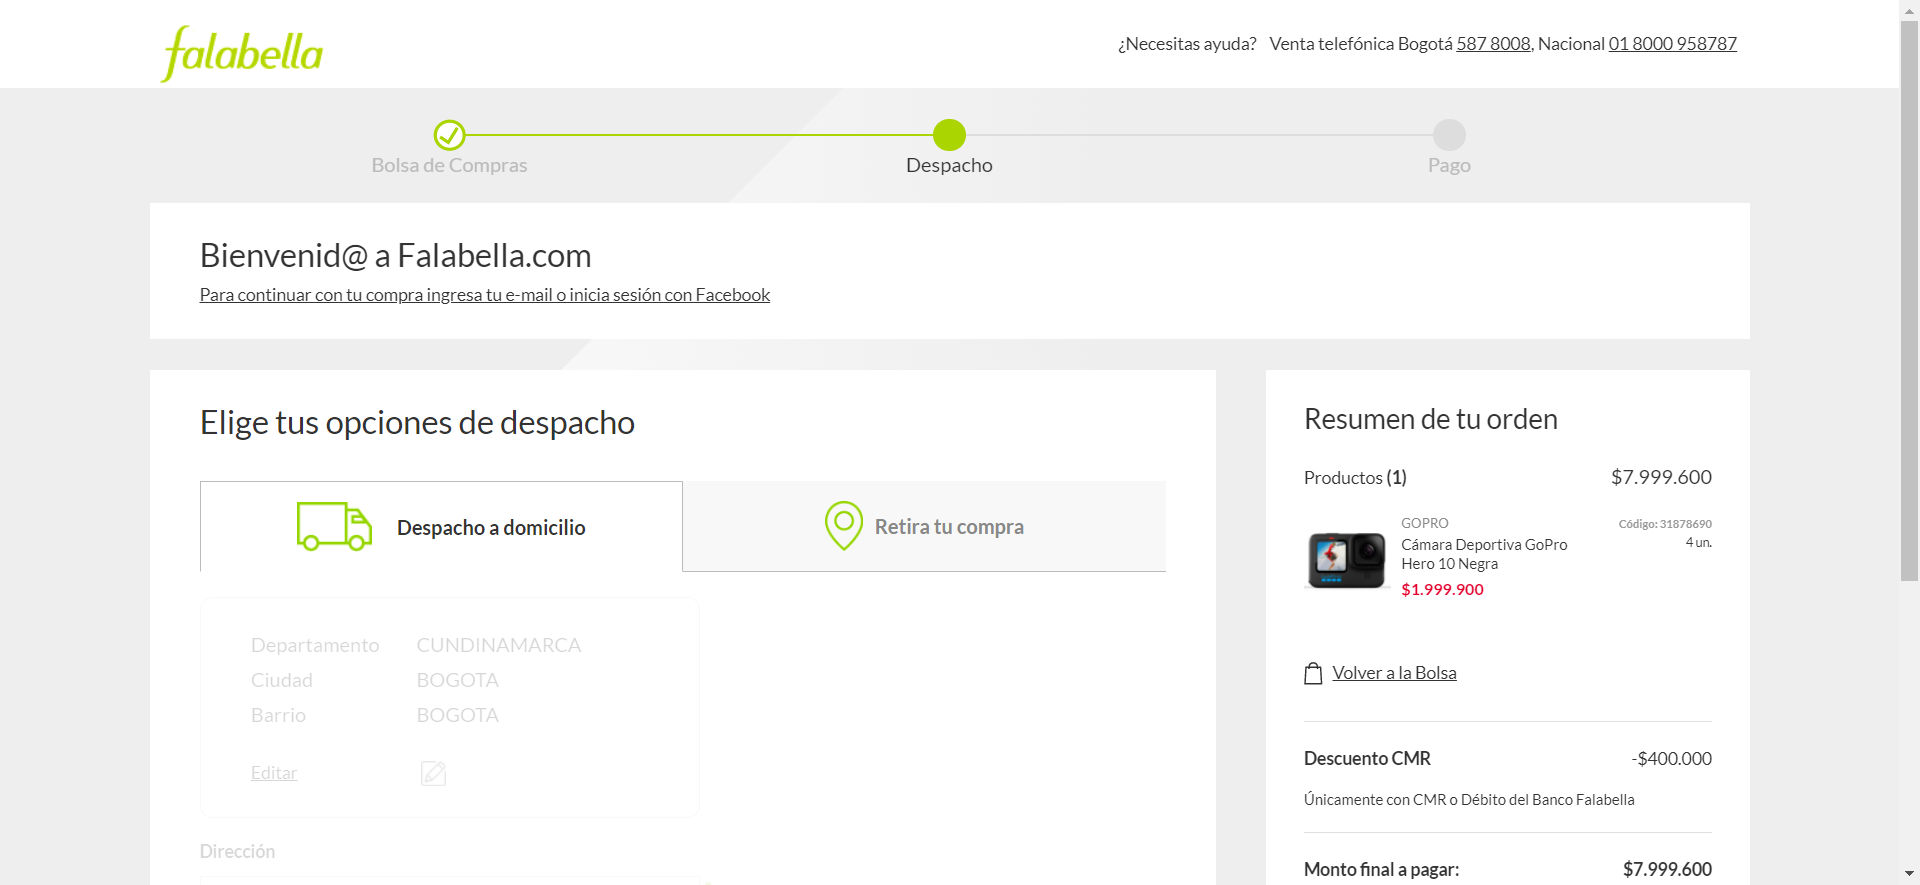 falabella
¿Necesitas ayuda? Venta telefónica Bogotá 587 8008, Nacional 01 8000 958787
Bolsa de Compras
Despacho
Pago
Bienvenid@ a Falabella.com
Para continuar con tu compra ingresa tu e-mail o inicia sesión con Facebook
Elige tus opciones de despacho
Despacho a domicilio
Retira tu compra
Departamento CUNDINAMARCA
Ciudad BOGOTA
Barrio BOGOTA
Editar
Dirección
Resumen de tu orden
Productos (1) $7.999.600
GOPRO Código: 31878690
Cámara Deportiva GoPro 4 un.
Hero 10 Negra
$1.999.900
Volver a la Bolsa
Descuento CMR -$400.000
Únicamente con CMR o Débito del Banco Falabella
Monto final a pagar: $7.999.600